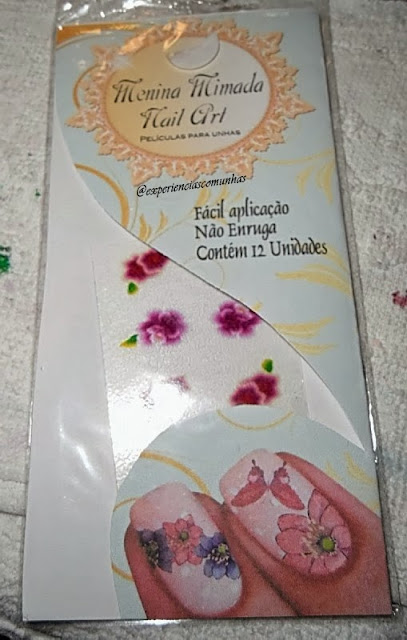 Menina Mimada
Nail Art
PELÍCULAS PARA UNHAS
@experienciascomunhas
Fácil aplicação
Não Enruga
Contém 12 Unidades